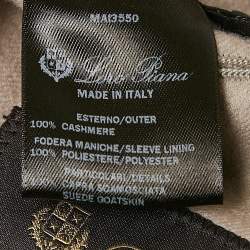 MAI3550
Loro Piana
MADE IN ITALY
ESTERNO/OUTER
100% CASHMERE
FODERA MANICHE/SLEEVE LINING
100% POLIESTERE/POLYESTER
PARTICOLARI/DETAILS
CAPRA SCAMOSCIATA
SUEDE GOATSKIN